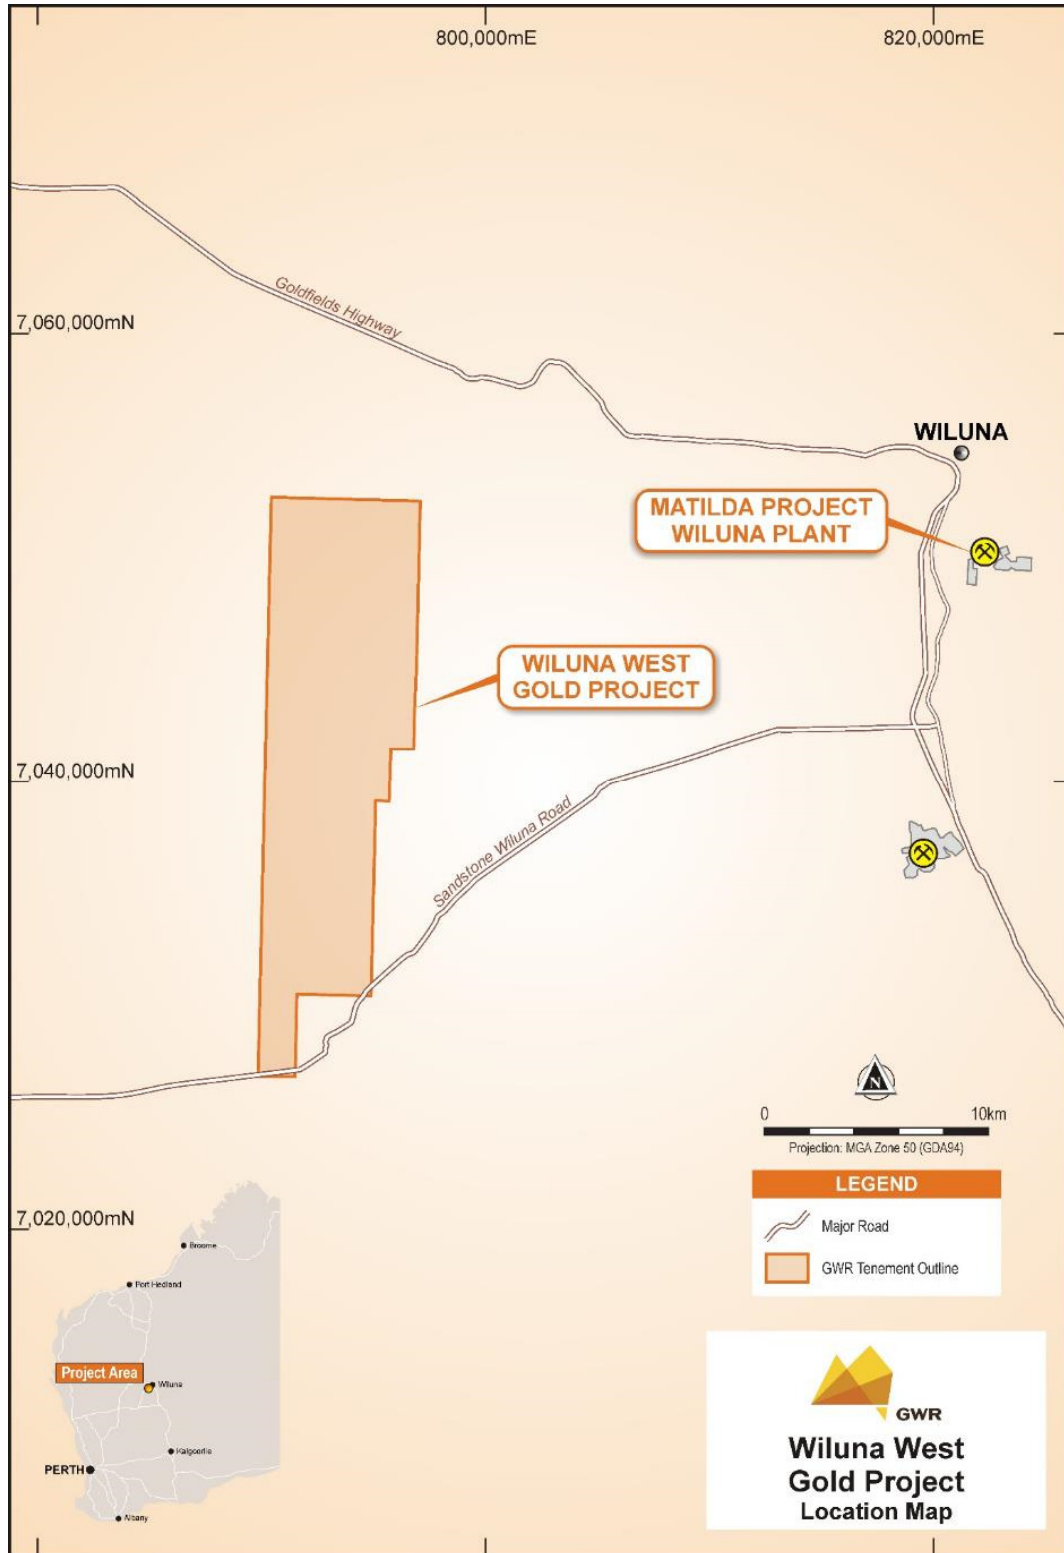 800,000mE
820,000mE
Goldfields Highway
7,060,000mN
WILUNA
MATILDA PROJECT
WILUNA PLANT
WILUNA WEST
GOLD PROJECT
7,040,000mN
Sandstone Wiluna Road
N
0
10km
Projection: MGA Zone 50 (GDA94)
LEGEND
Major Road
GWR Tenement Outline
7,020,000mN
Broome
Port Hedland
Project Area
Wiluna
Kalgoorlie
PERTH
Albany
GWR
Wiluna West
Gold Project
Location Map